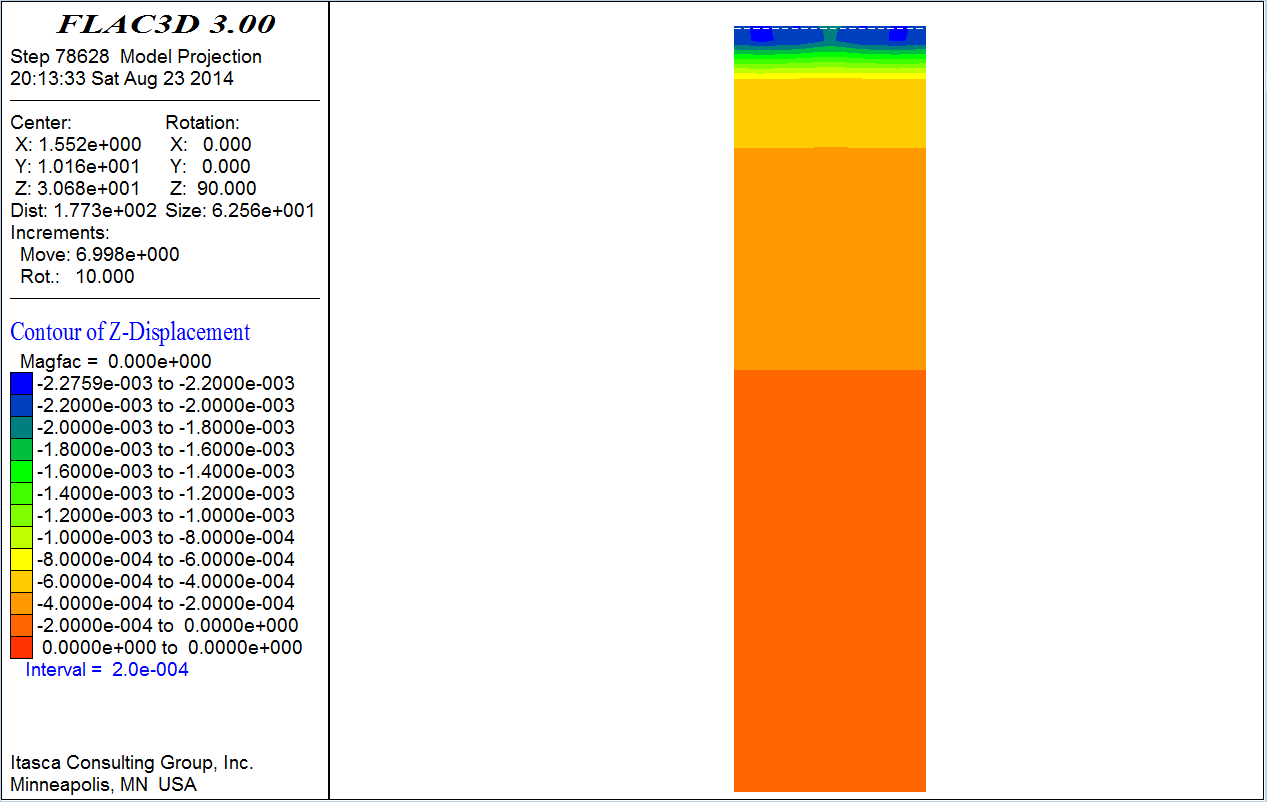 FLAC3D 3.00
Step 78628  Model Projection
20:13:33 Sat Aug 23 2014
Center: Rotation:
X: 1.552e+000 X: 0.000
Y: 1.016e+001 Y: 0.000
Z: 3.068e+001 Z: 90.000
Dist: 1.773e+002 Size: 6.256e+001
Increments:
Move: 6.998e+000
Rot.: 10.000
Contour of Z-Displacement
Magfac = 0.000e+000
-2.2759e-003 to -2.2000e-003
-2.2000e-003 to -2.0000e-003
-2.0000e-003 to -1.8000e-003
-1.8000e-003 to -1.6000e-003
-1.6000e-003 to -1.4000e-003
-1.4000e-003 to -1.2000e-003
-1.2000e-003 to -1.0000e-003
-1.0000e-003 to -8.0000e-004
-8.0000e-004 to -6.0000e-004
-6.0000e-004 to -4.0000e-004
-4.0000e-004 to -2.0000e-004
-2.0000e-004 to 0.0000e+000
0.0000e+000 to 0.0000e+000
Interval = 2.0e-004
Itasca Consulting Group, Inc.
Minneapolis, MN USA